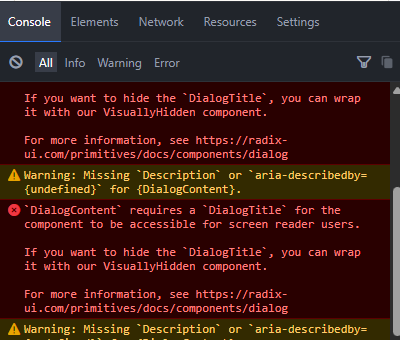 Console Elements Network Resources Settings
All Info Warning Error
If you want to hide the `DialogTitle`, you can wrap
it with our VisuallyHidden component.
For more information, see https://radix-
ui.com/primitives/docs/components/dialog
Warning: Missing `Description` or `aria-describedby=
{undefined}` for {DialogContent}.
`DialogContent` requires a `DialogTitle` for the
component to be accessible for screen reader users.
If you want to hide the `DialogTitle`, you can wrap
it with our VisuallyHidden component.
For more information, see https://radix-
ui.com/primitives/docs/components/dialog
Warning: Missing `Description` or `aria-describedby=